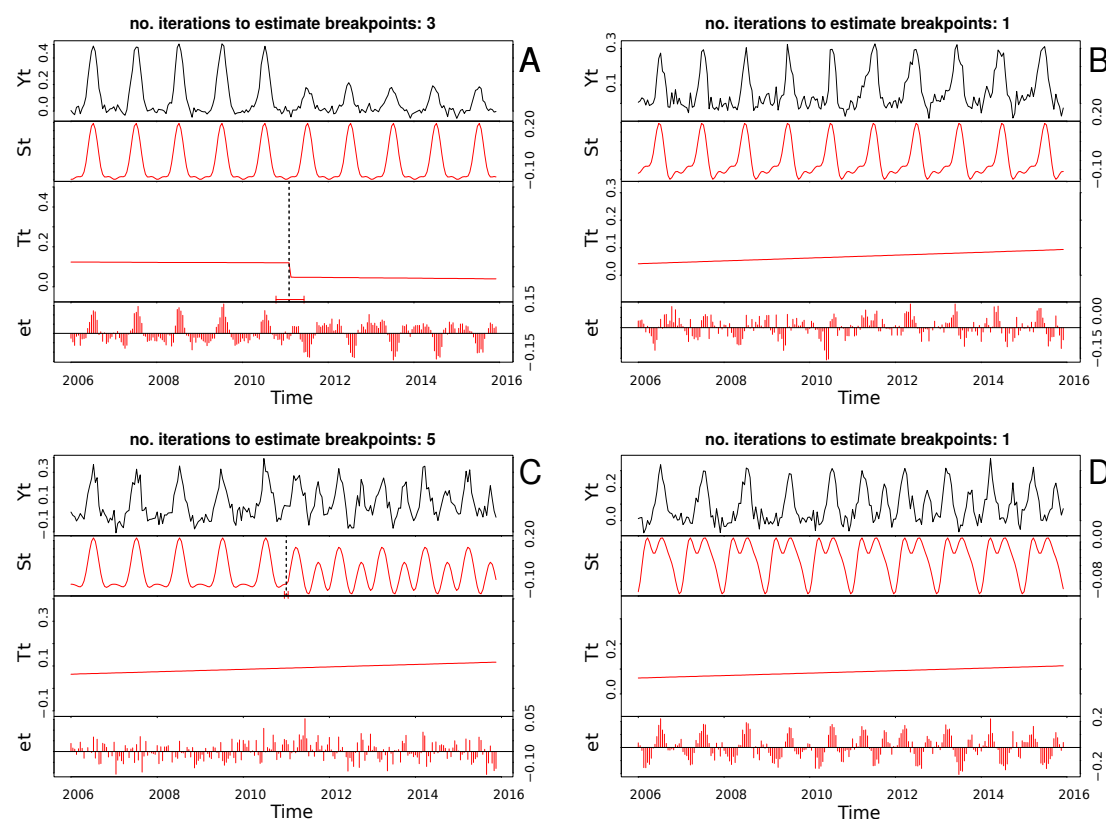 no. iterations to estimate breakpoints: 3
A
Yt
0.0 0.2 0.4
St
−0.10 0.20
Tt
0.0 0.2 0.4
et
−0.15 0.15
2006 2008 2010 2012 2014 2016
Time
no. iterations to estimate breakpoints: 1
B
Yt
0.1 0.3
St
−0.10 0.20
Tt
0.0 0.1 0.2 0.3
et
−0.15 0.00
2006 2008 2010 2012 2014 2016
Time
no. iterations to estimate breakpoints: 5
C
Yt
−0.1 0.1 0.3
St
−0.10 0.20
Tt
−0.1 0.1
et
−0.10 0.05
2006 2008 2010 2012 2014 2016
Time
no. iterations to estimate breakpoints: 1
D
Yt
0.0 0.2
St
−0.08 0.00
Tt
0.0 0.2
et
−0.2 0.2
2006 2008 2010 2012 2014 2016
Time